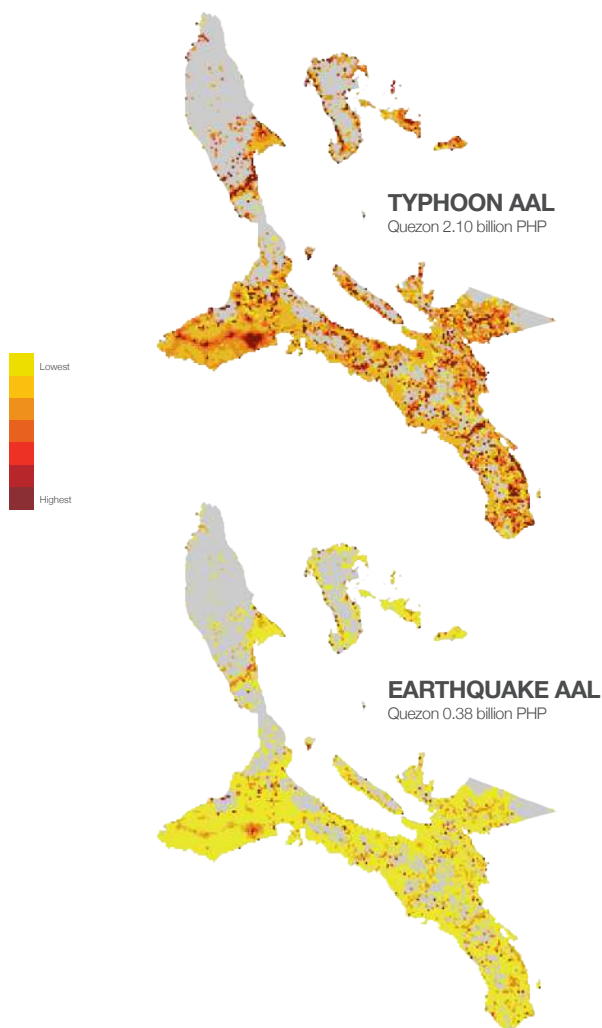 TYPHOON AAL
Quezon 2.10 billion PHP
Lowest
Highest
EARTHQUAKE AAL
Quezon 0.38 billion PHP